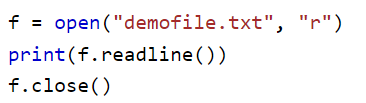 f = open("demofile.txt", "r")
print(f.readline())
f.close()